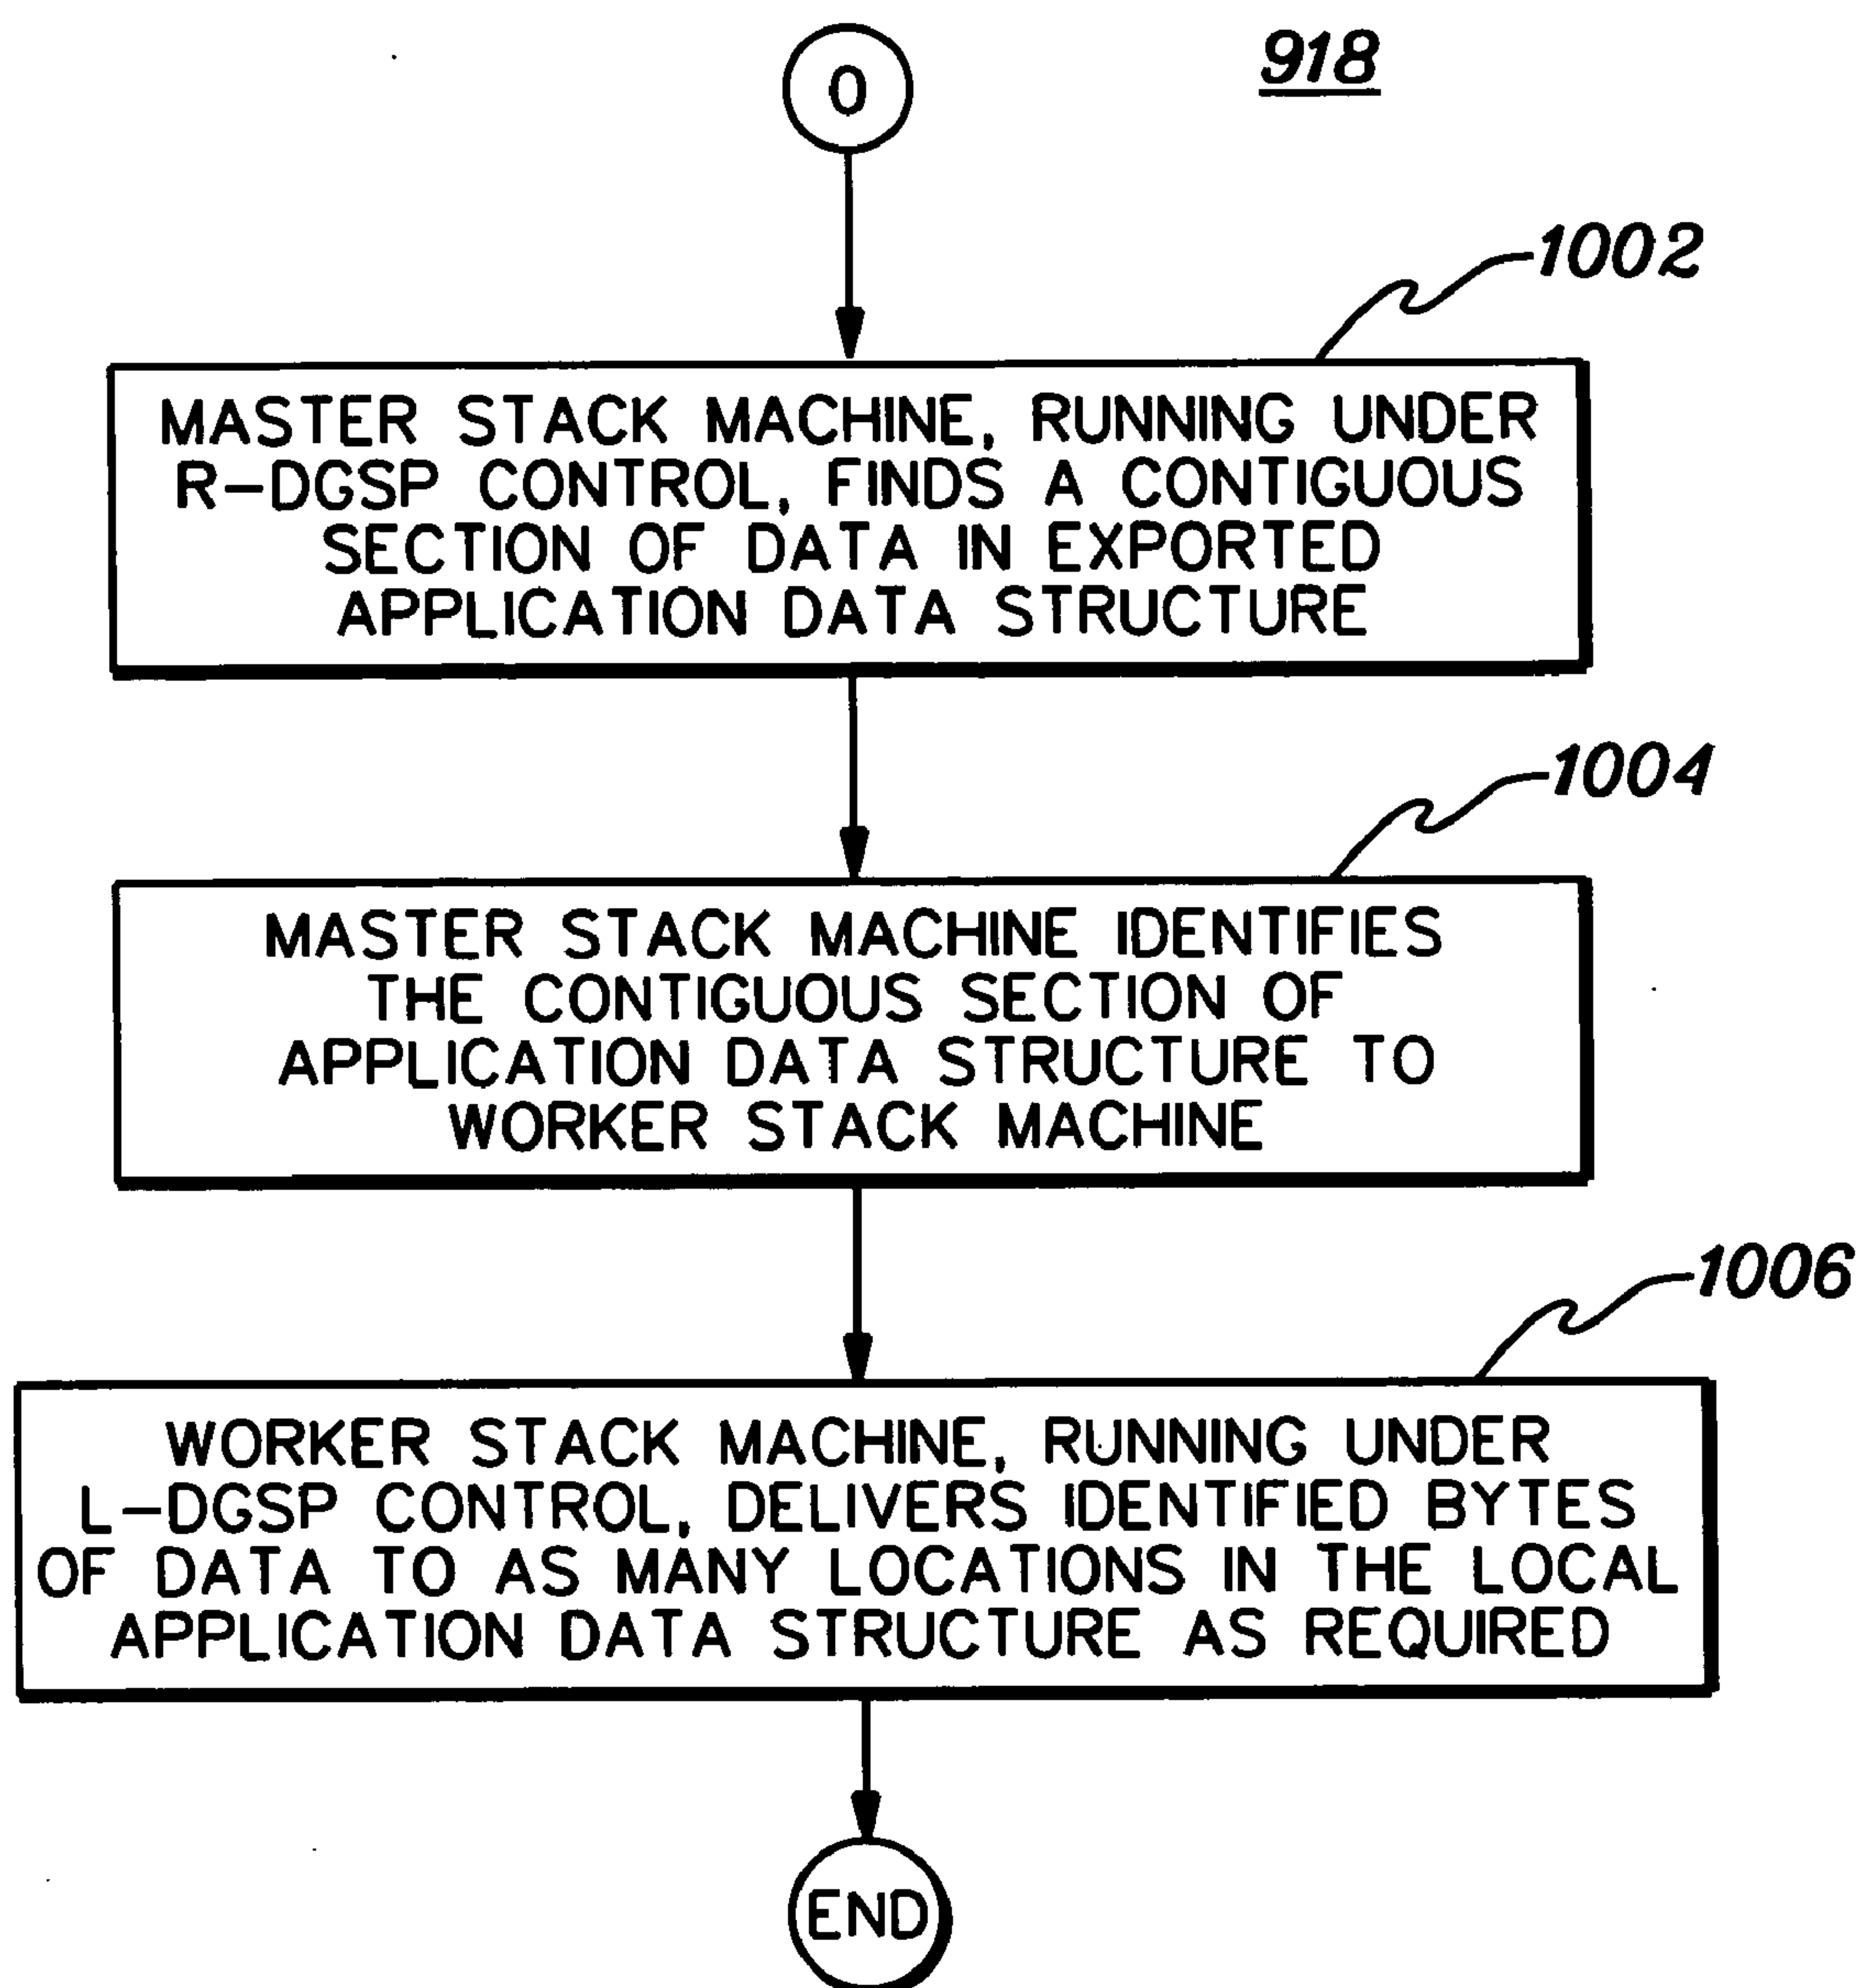 O
918
1002
MASTER STACK MACHINE, RUNNING UNDER
R-DGSP CONTROL, FINDS A CONTIGUOUS
SECTION OF DATA IN EXPORTED
APPLICATION DATA STRUCTURE
1004
MASTER STACK MACHINE IDENTIFIES
THE CONTIGUOUS SECTION OF
APPLICATION DATA STRUCTURE TO
WORKER STACK MACHINE
1006
WORKER STACK MACHINE, RUNNING UNDER
L-DGSP CONTROL, DELIVERS IDENTIFIED BYTES
OF DATA TO AS MANY LOCATIONS IN THE LOCAL
APPLICATION DATA STRUCTURE AS REQUIRED
END